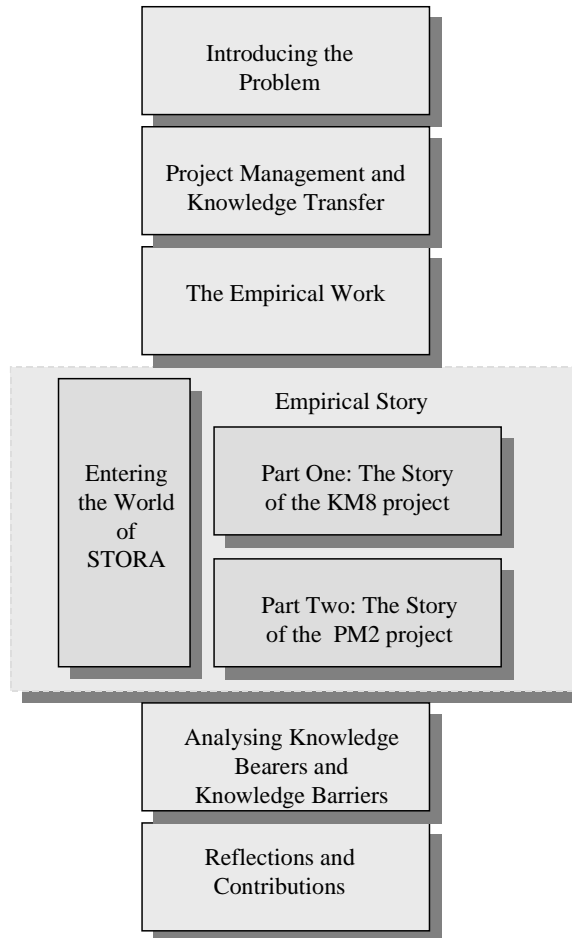 Introducing the
Problem
Project Management and
Knowledge Transfer
The Empirical Work
Empirical Story
Entering
the World
of
STORA
Part One: The Story
of the KM8 project
Part Two: The Story
of the PM2 project
Analysing Knowledge
Bearers and
Knowledge Barriers
Reflections and
Contributions